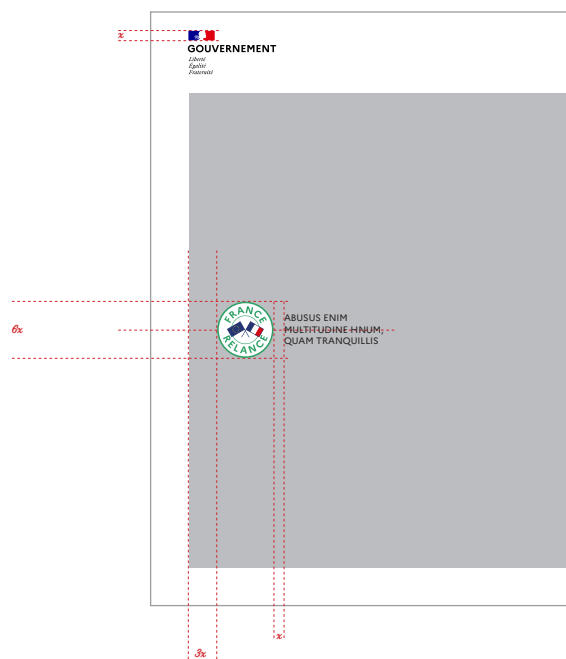 x
GOUVERNEMENT
Liberté
Égalité
Fraternité
FRANCE
RELANCE
6x
ABUSUS ENIM
MULTITUDINE HNUM,
QUAM TRANQUILLIS
x
3x